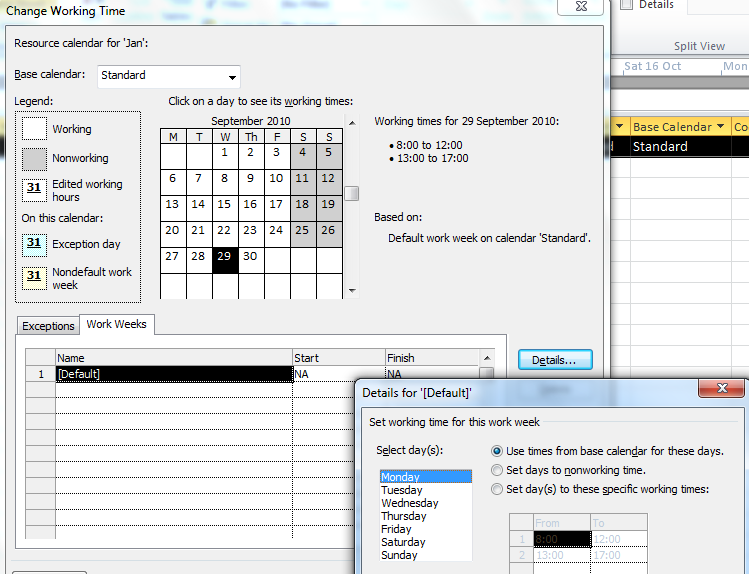 Change Working Time
Details
Split View
Resource calendar for 'Jan':
Sat 16 Oct
Mon
Base calendar: Standard
Legend:
Click on a day to see its working times:
Working
Nonworking
31 Edited working hours
On this calendar:
31 Exception day
31 Nondefault work week
September 2010
M T W Th F S S
1 2 3 4 5
6 7 8 9 10 11 12
13 14 15 16 17 18 19
20 21 22 23 24 25 26
27 28 29 30
Working times for 29 September 2010:
• 8:00 to 12:00
• 13:00 to 17:00
Based on:
Default work week on calendar 'Standard'.
Base Calendar
Standard
Exceptions Work Weeks
Name Start Finish
1 [Default] NA NA
Details...
Details for '[Default]'
Set working time for this work week
Select day(s):
Monday
Tuesday
Wednesday
Thursday
Friday
Saturday
Sunday
Use times from base calendar for these days.
Set days to nonworking time.
Set day(s) to these specific working times:
From To
1 8:00 12:00
2 13:00 17:00